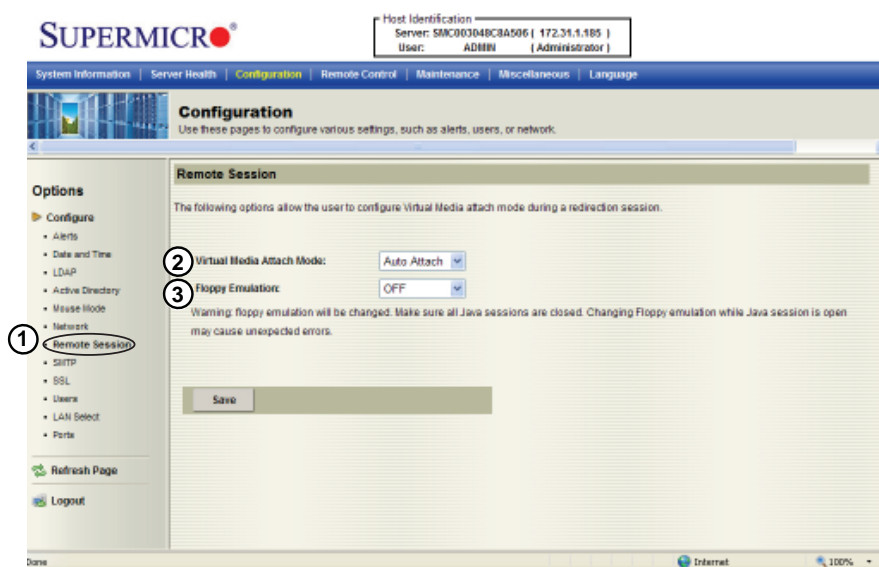 SUPERMICR®
Host Identification
Server: SMC003048C8A506 ( 172.31.1.185 )
User: ADMIN ( Administrator )
System Information | Server Health | Configuration | Remote Control | Maintenance | Miscellaneous | Language
Configuration
Use these pages to configure various settings, such as alerts, users, or network.
Options
Configure
Alerts
Date and Time
LDAP
Active Directory
Mouse Mode
Network
1 Remote Session
SMTP
SSL
Users
LAN Select
Ports
Refresh Page
Logout
Remote Session
The following options allow the user to configure Virtual Media attach mode during a redirection session.
2 Virtual Media Attach Mode: Auto Attach
3 Floppy Emulation: OFF
Warning: floppy emulation will be changed. Make sure all Java sessions are closed. Changing Floppy emulation while Java session is open
may cause unexpected errors.
Save
Done
Internet
100%